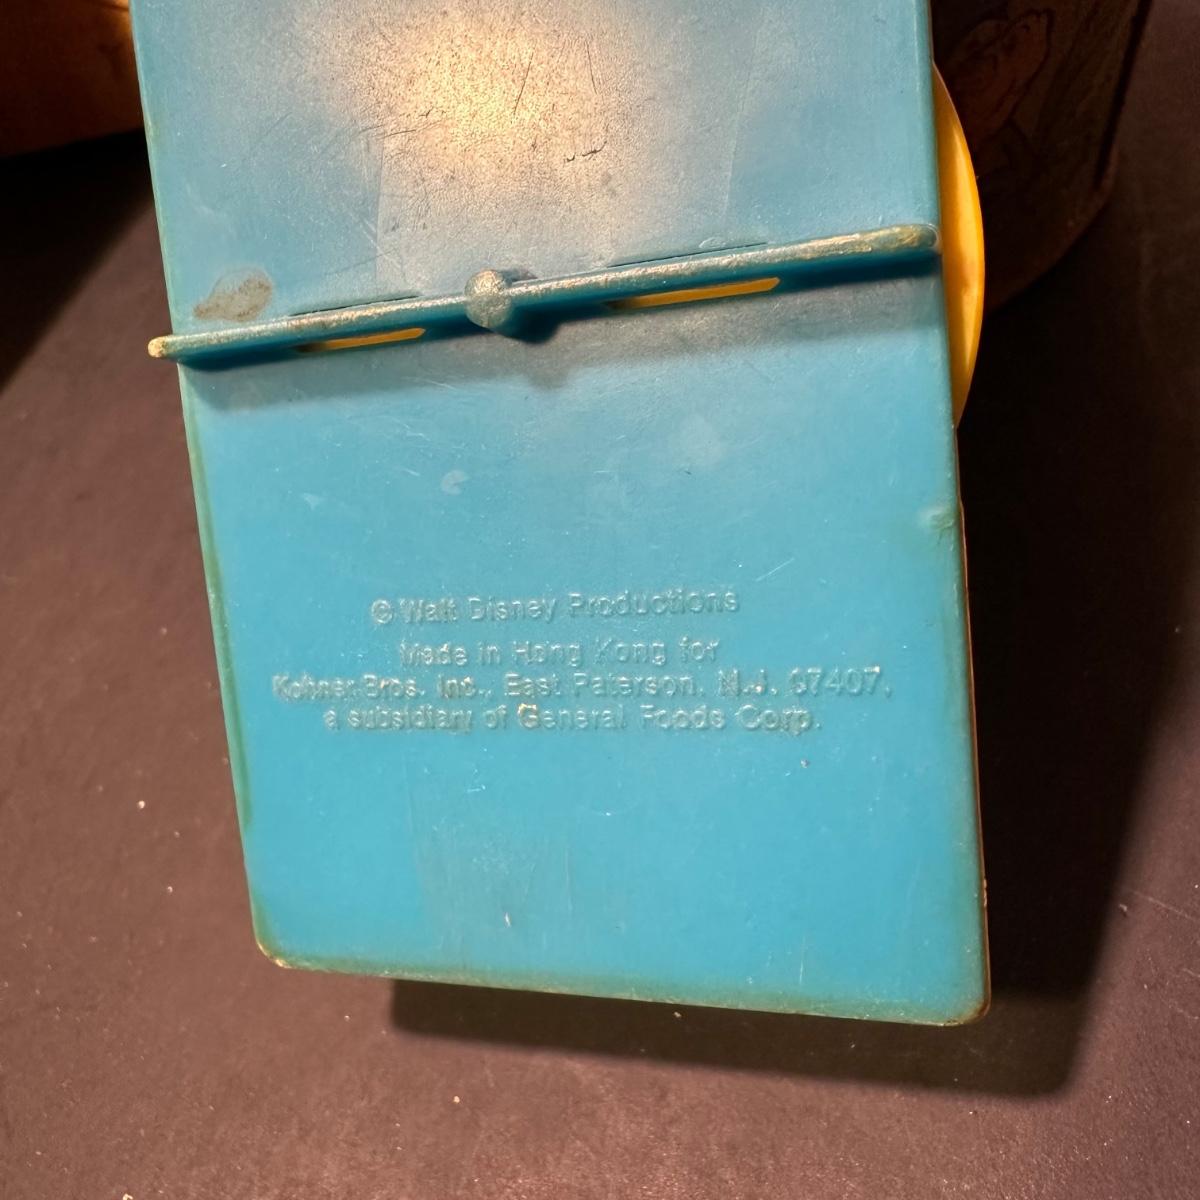 © Walt Disney Productions
Made in Hong Kong for
Kohner Bros. Inc., East Paterson, N.J. 07407,
a subsidiary of General Foods Corp.